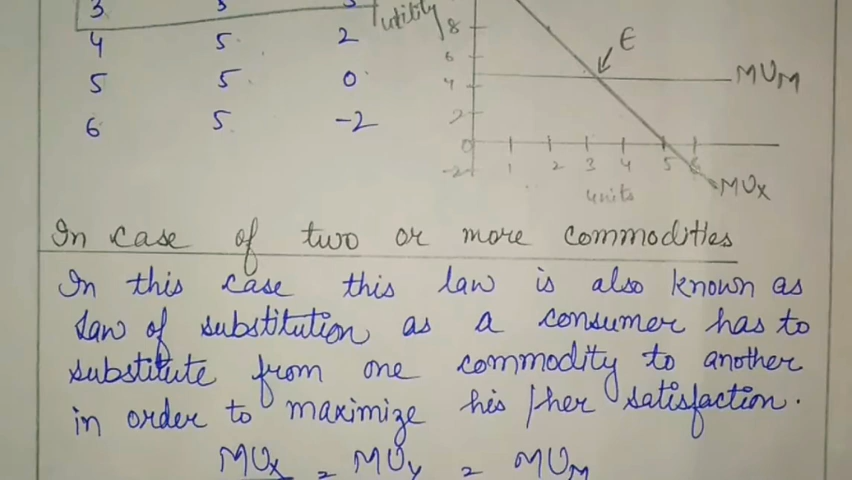 3 5
4 5 2
5 5 0
6 5 -2
utility
8
6
4
2
0
-2
E
MUM
1 2 3 4 5 6
units
MUx
In case of two or more commodities
In this case this law is also known as
Law of substitution as a consumer has to
substitute from one commodity to another
in order to maximize his/her satisfaction.
MUx = MUy = MUM